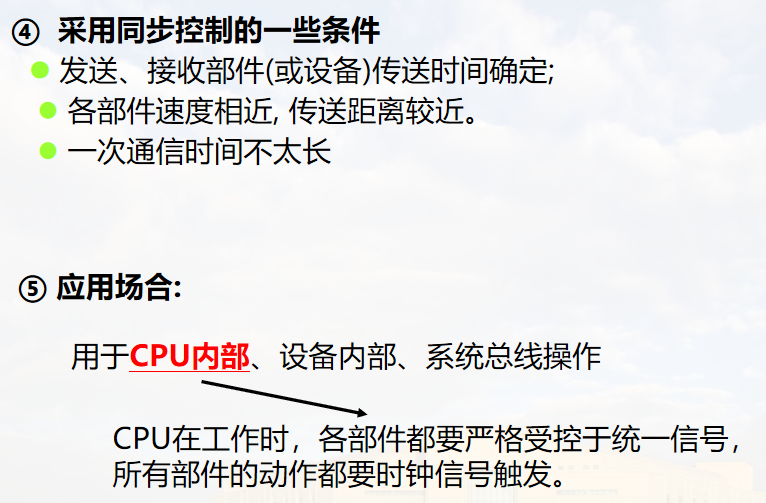 ④ 采用同步控制的一些条件
发送、接收部件(或设备)传送时间确定;
各部件速度相近, 传送距离较近。
一次通信时间不太长
⑤ 应用场合:
用于CPU内部、设备内部、系统总线操作
CPU在工作时，各部件都要严格受控于统一信号，
所有部件的动作都要时钟信号触发。